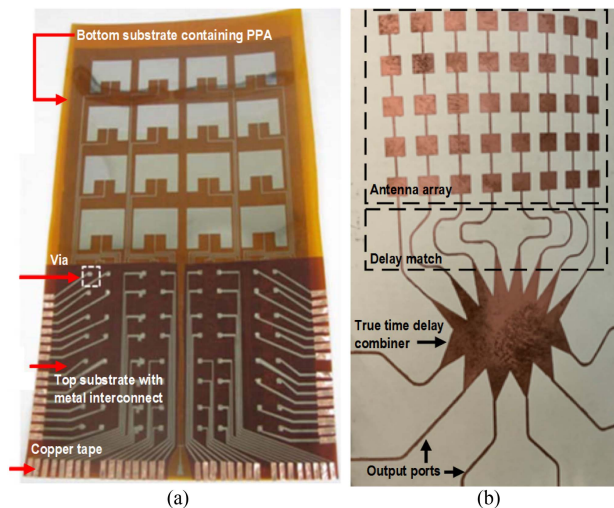 Bottom substrate containing PPA
Via
Top substrate with
metal interconnect
Copper tape
(a)
Antenna array
Delay match
True time delay
combiner
Output ports
(b)